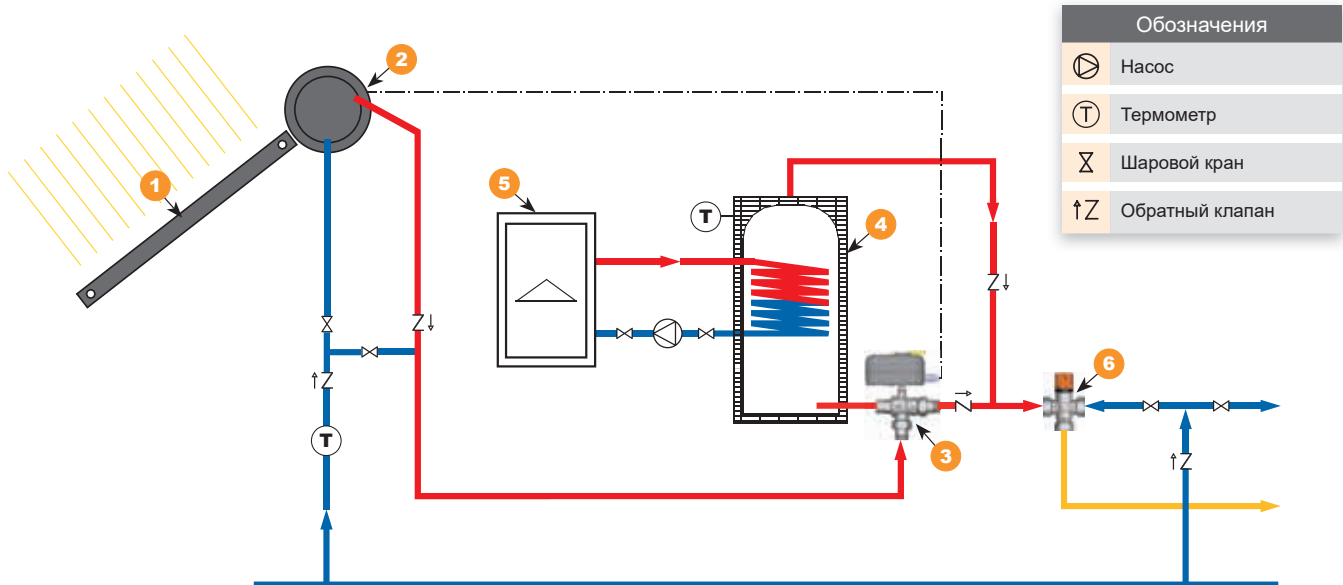 Обозначения
Насос
T Термометр
Шаровой кран
Z Обратный клапан
2
1
5
T
4
Z
Z
Z
6
Z
T
3
Z